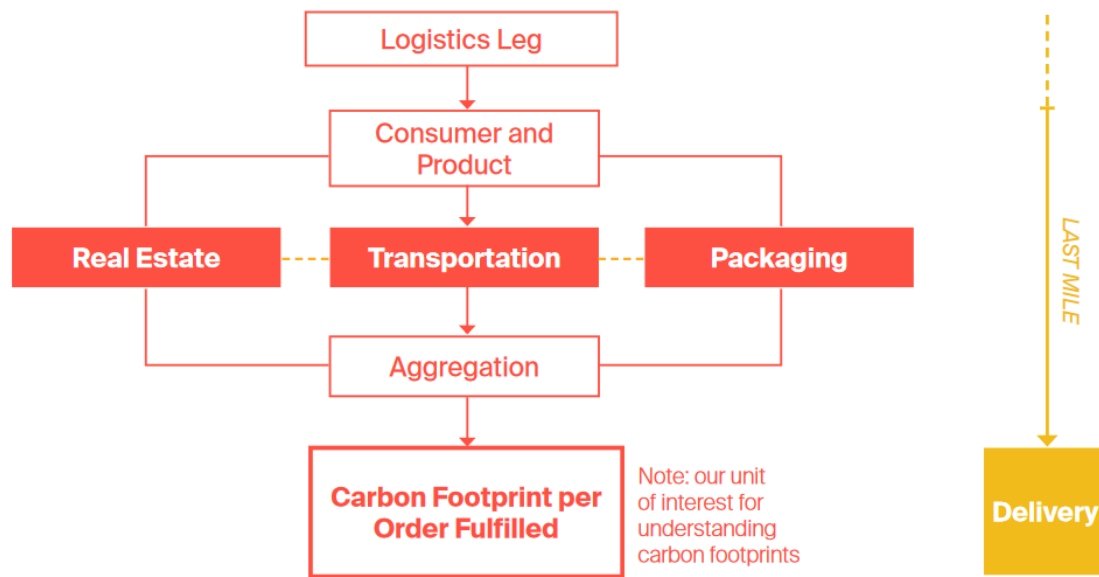 Logistics Leg
Consumer and
Product
Real Estate
Transportation
Packaging
LAST MILE
Aggregation
Carbon Footprint per
Order Fulfilled
Note: our unit
of interest for
understanding
carbon footprints
Delivery